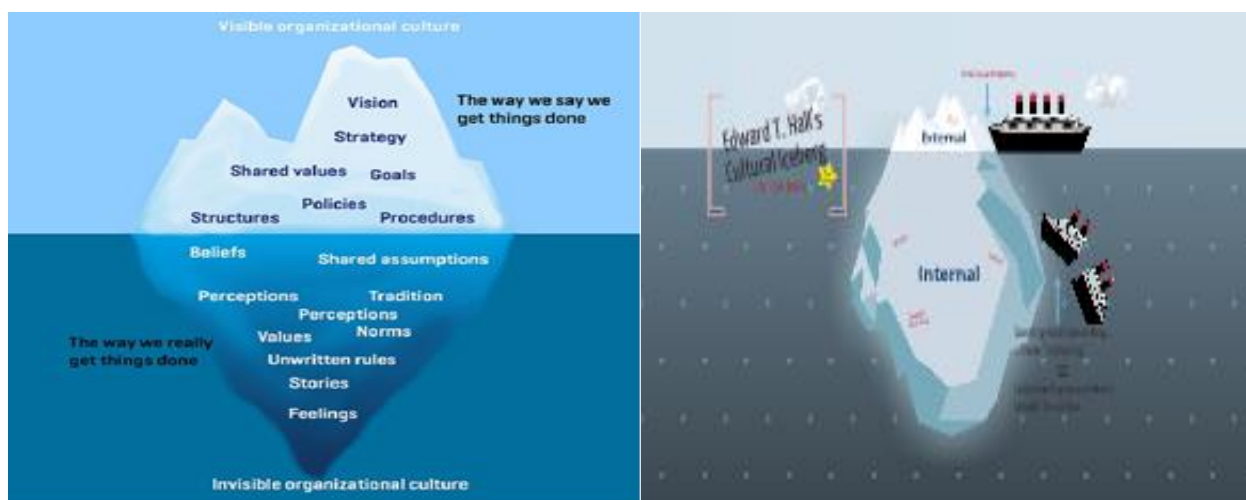 Visible organizational culture
Vision
The way we say we
get things done
Strategy
Shared values
Goals
Policies
Structures
Procedures
Beliefs
Shared assumptions
Perceptions
Tradition
Perceptions
Values
Norms
The way we really
get things done
Unwritten rules
Stories
Feelings
Invisible organizational culture
Edward T. Hall's
Cultural Iceberg
External
Internal